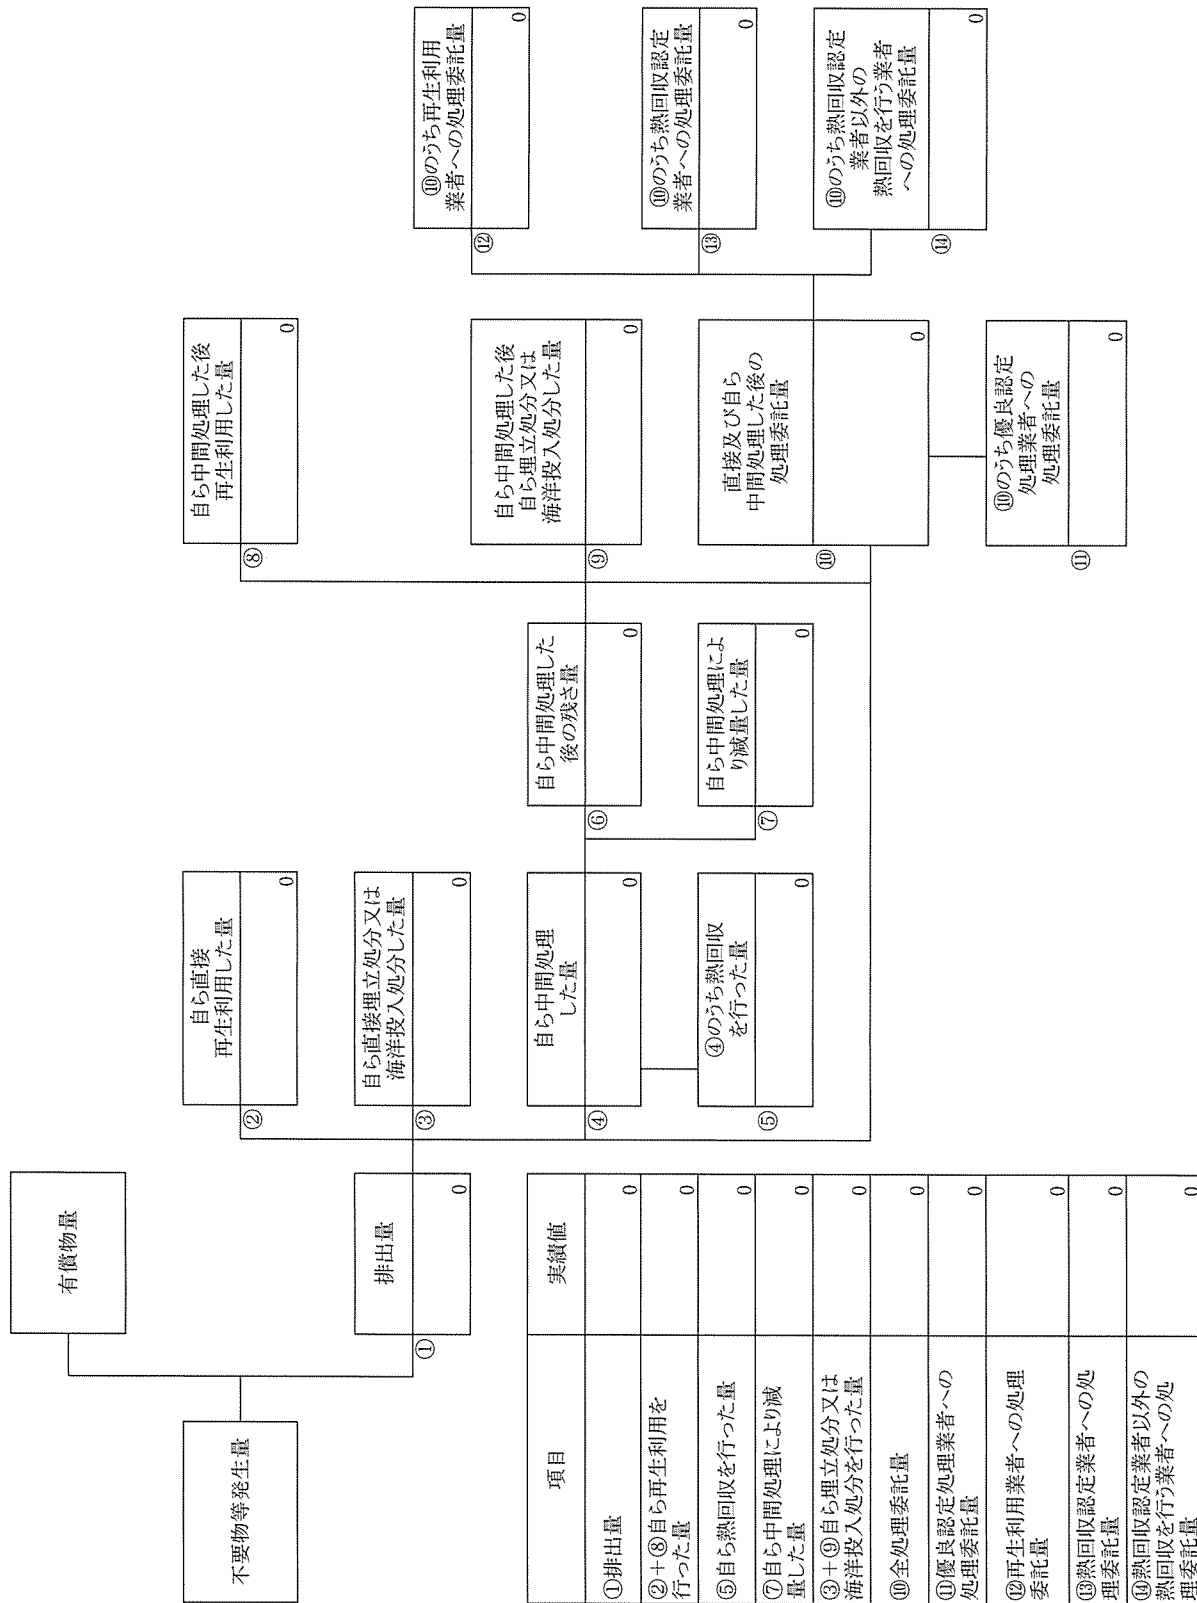 不要物等発生量
有償物量
①
排出量
0
②
自ら直接
再生利用した量
0
③
自ら直接埋立処分又は
海洋投入処分した量
0
④
自ら中間処理
した量
0
⑤
④のうち熱回収
を行った量
0
⑥
自ら中間処理した
後の残さ量
0
⑦
自ら中間処理によ
り減量した量
0
⑧
自ら中間処理した後
再生利用した量
0
⑨
自ら中間処理した後
自ら埋立処分又は
海洋投入処分した量
0
⑩
直接及び自ら
中間処理した後の
処理委託量
0
⑪
⑩のうち優良認定
処理業者への
処理委託量
0
⑫
⑩のうち再生利用
業者への処理委託量
0
⑬
⑩のうち熱回収認定
業者への処理委託量
0
⑭
⑩のうち熱回収認定
業者以外の
熱回収を行う業者
への処理委託量
0
項目 実績値
①排出量 0
②+⑧自ら再生利用を
行った量 0
⑤自ら熱回収を行った量 0
⑦自ら中間処理により減
量した量 0
③+⑨自ら埋立処分又は
海洋投入処分を行った量 0
⑩全処理委託量 0
⑪優良認定処理業者への
処理委託量 0
⑫再生利用業者への処理
委託量 0
⑬熱回収認定業者への処
理委託量 0
⑭熱回収認定業者以外の
熱回収を行う業者への処
理委託量 0